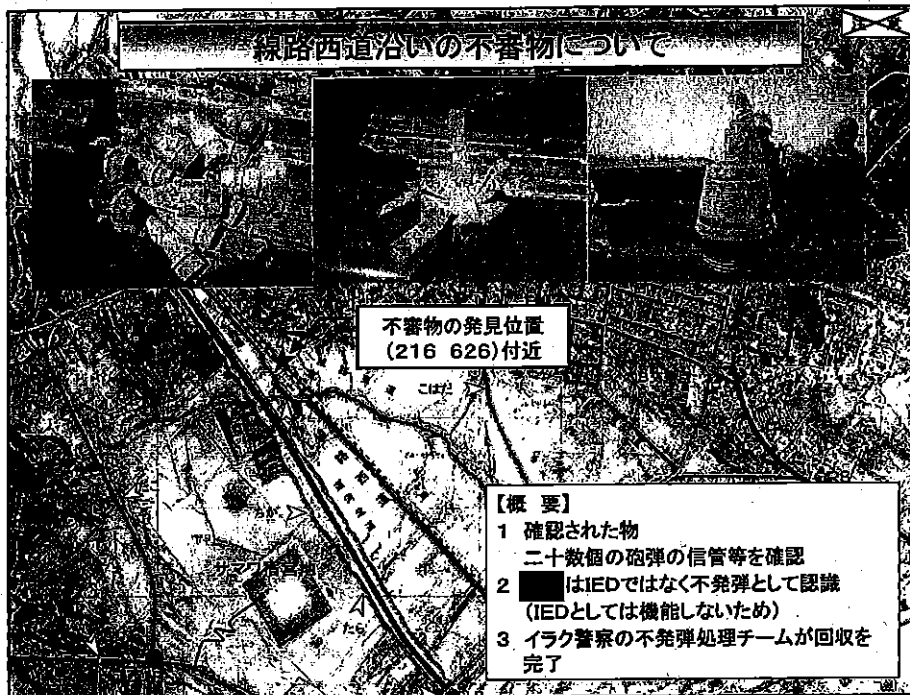 線路西道沿いの不審物について
不審物の発見位置
(216 626)付近
こはだ
たら
【概 要】
1 確認された物
二十数個の砲弾の信管等を確認
2 はIEDではなく不発弾として認識
(IEDとしては機能しないため)
3 イラク警察の不発弾処理チームが回収を
完了